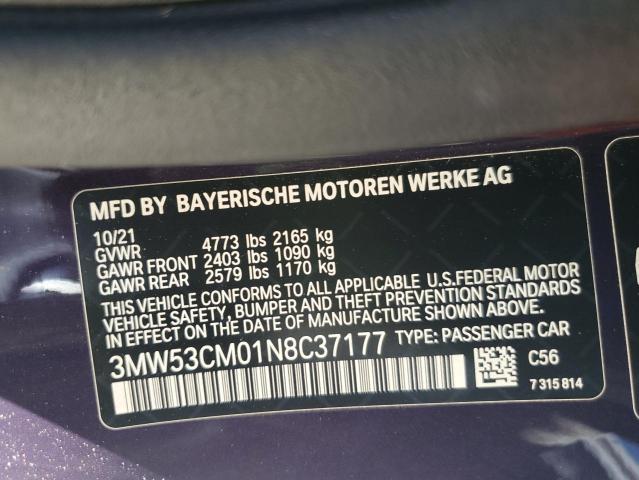 MFD BY BAYERISCHE MOTOREN WERKE AG
10/21
GVWR 4773 lbs 2165 kg
GAWR FRONT 2403 lbs 1090 kg
GAWR REAR 2579 lbs 1170 kg
THIS VEHICLE CONFORMS TO ALL APPLICABLE U.S.FEDERAL MOTOR
VEHICLE SAFETY, BUMPER AND THEFT PREVENTION STANDARDS
IN EFFECT ON THE DATE OF MANUFACTURE SHOWN ABOVE.
3MW53CM01N8C37177 TYPE: PASSENGER CAR
C56
7 315 814